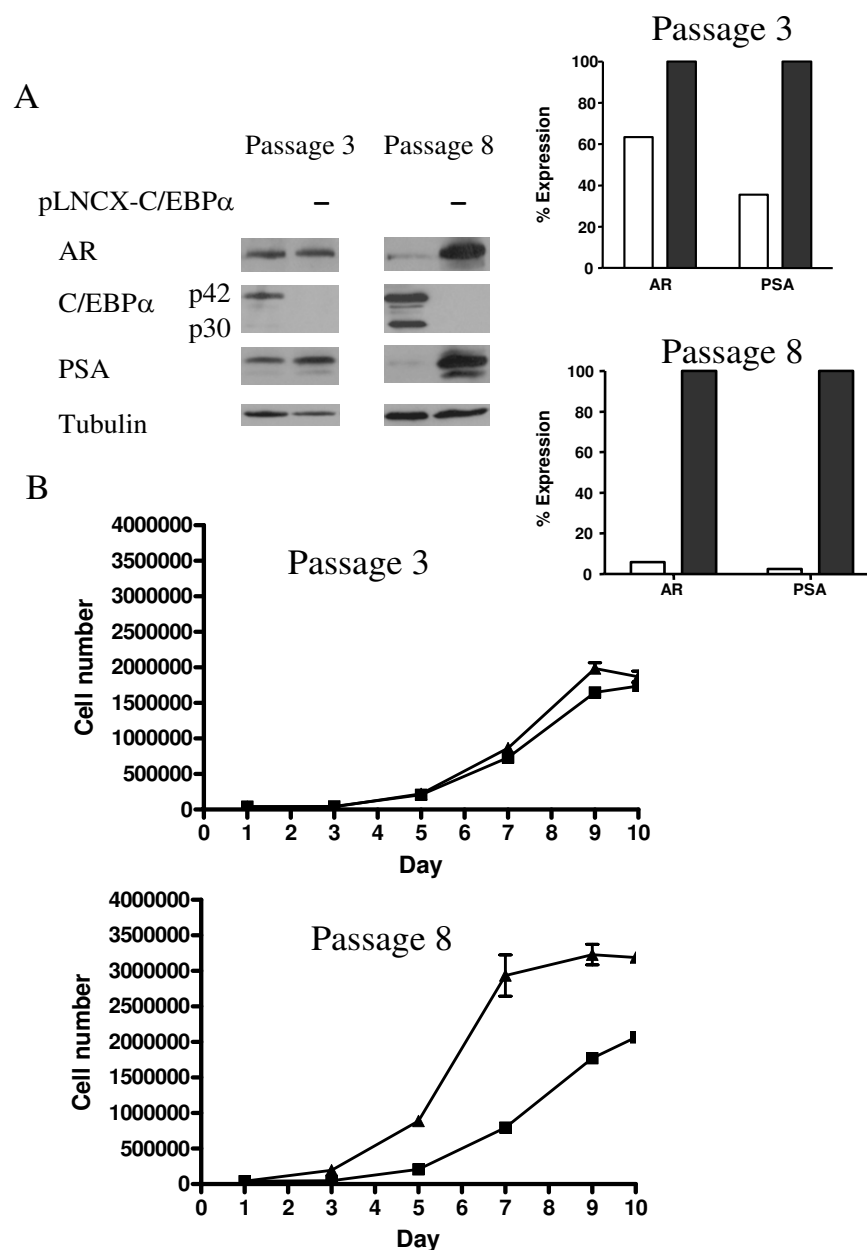 A
Passage 3 Passage 8
pLNCX-C/EBPα – –
AR
C/EBPα p42
p30
PSA
Tubulin
Passage 3
100
80
60
40
20
0
% Expression
AR PSA
Passage 8
100
80
60
40
20
0
% Expression
AR PSA
B
Passage 3
4000000
3500000
3000000
2500000
2000000
1500000
1000000
500000
0
Cell number
0 1 2 3 4 5 6 7 8 9 10
Day
Passage 8
4000000
3500000
3000000
2500000
2000000
1500000
1000000
500000
0
Cell number
0 1 2 3 4 5 6 7 8 9 10
Day